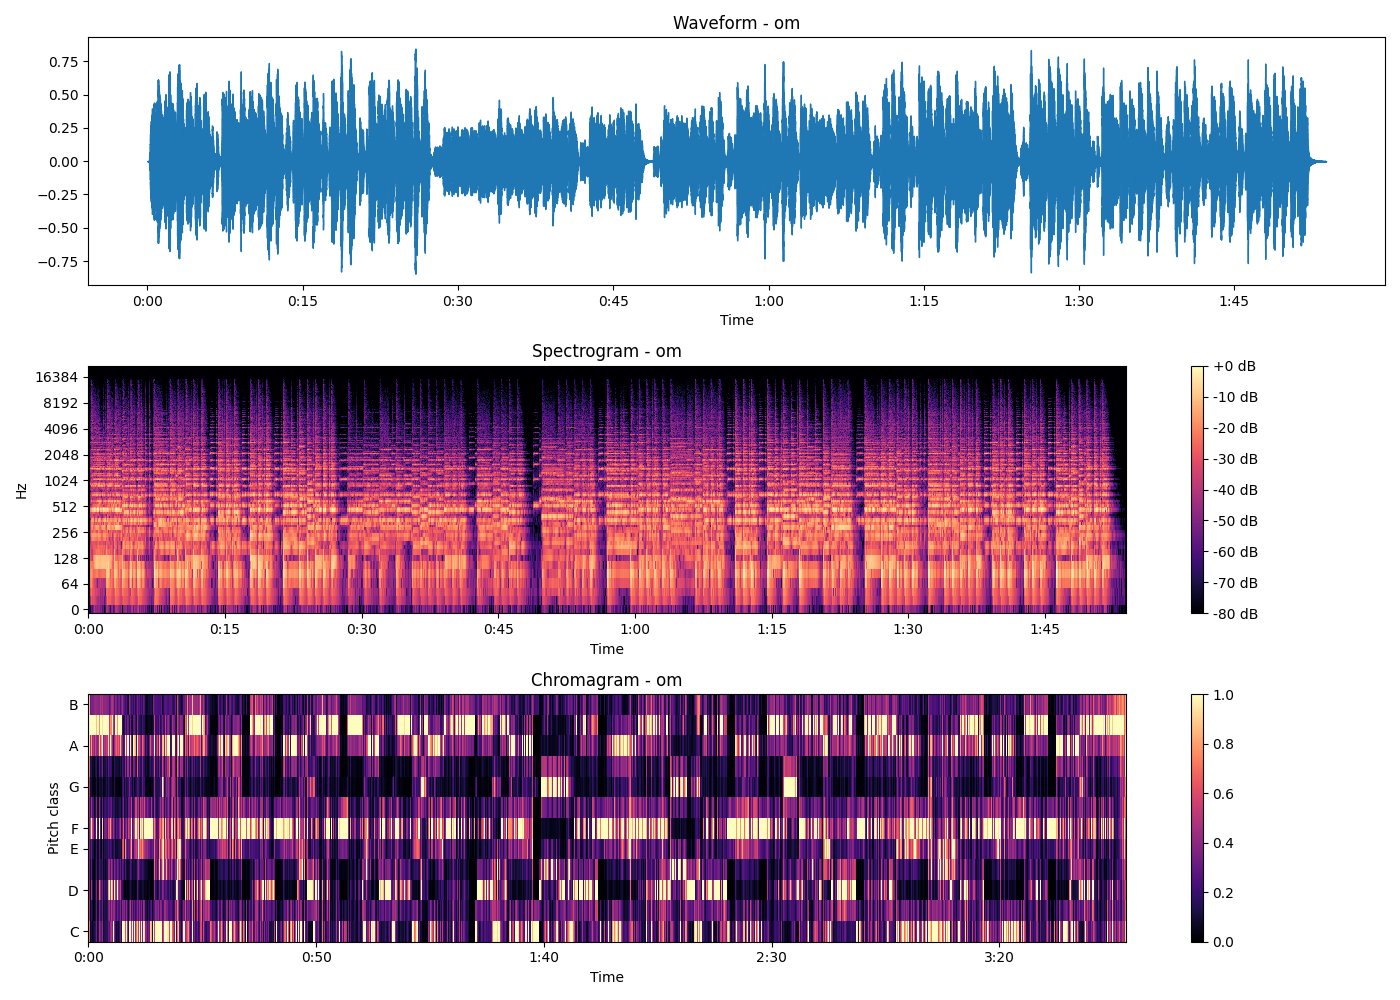 Waveform - om
0.75
0.50
0.25
0.00
−0.25
−0.50
−0.75
0:00 0:15 0:30 0:45 1:00 1:15 1:30 1:45
Time
Spectrogram - om
Hz
16384
8192
4096
2048
1024
512
256
128
64
0
0:00 0:15 0:30 0:45 1:00 1:15 1:30 1:45
Time
+0 dB
-10 dB
-20 dB
-30 dB
-40 dB
-50 dB
-60 dB
-70 dB
-80 dB
Chromagram - om
Pitch class
B
A
G
F
E
D
C
0:00 0:50 1:40 2:30 3:20
Time
1.0
0.8
0.6
0.4
0.2
0.0